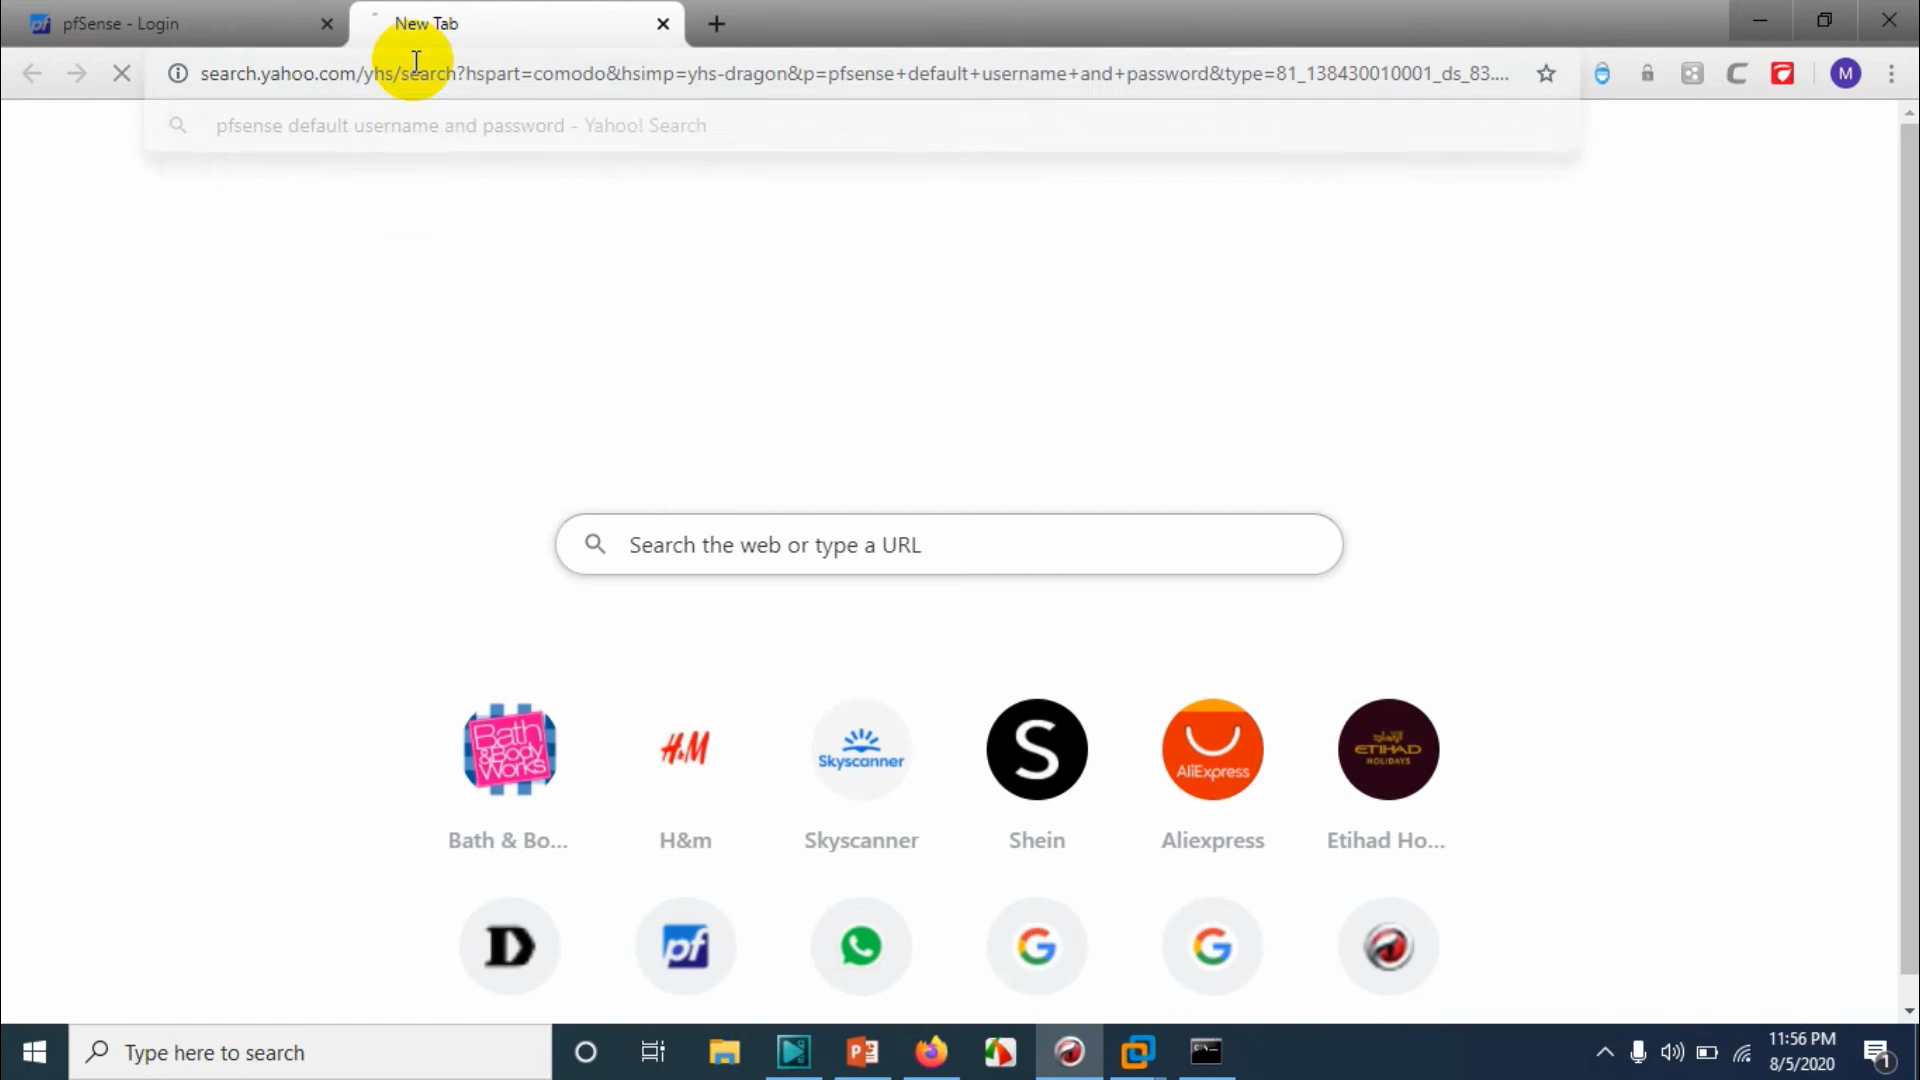 pfSense - Login
New Tab
search.yahoo.com/yhs/search?hspart=comodo&hsimp=yhs-dragon&p=pfsense+default+username+and+password&type=81_138430010001_ds_83....
M
pfsense default username and password - Yahoo! Search
Search the web or type a URL
Bath & Body Works
H&M
Skyscanner
S
AliExpress
الاتحاد
ETIHAD
HOLIDAYS
Bath & Bo...
H&m
Skyscanner
Shein
Aliexpress
Etihad Ho...
D
pf
G
G
Type here to search
11:56 PM
8/5/2020
1